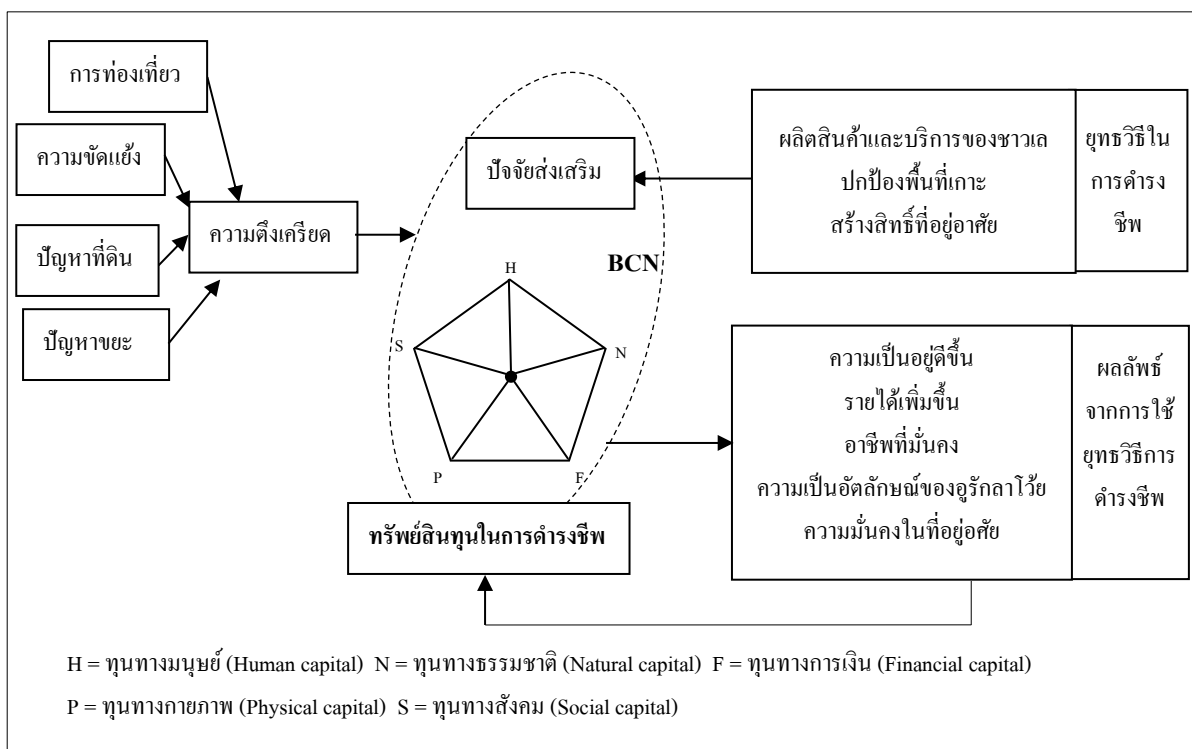 การท่องเที่ยว
ความขัดแย้ง
ปัญหาที่ดิน
ปัญหาขยะ
ความตึงเครียด
ปัจจัยส่งเสริม
BCN
H
S
N
P
F
ทรัพย์สินทุนในการดำรงชีพ
ผลิตสินค้าและบริการของชาวเล
ปกป้องพื้นที่เกาะ
สร้างสิทธิ์ที่อยู่อาศัย
ยุทธวิธีใน
การดำรง
ชีพ
ความเป็นอยู่ดีขึ้น
รายได้เพิ่มขึ้น
อาชีพที่มั่นคง
ความเป็นอัตลักษณ์ของอูรักลาโว้ย
ความมั่นคงในที่อยู่อศัย
ผลลัพธ์
จากการใช้
ยุทธวิธีการ
ดำรงชีพ
H = ทุนทางมนุษย์ (Human capital) N = ทุนทางธรรมชาติ (Natural capital) F = ทุนทางการเงิน (Financial capital)
P = ทุนทางกายภาพ (Physical capital) S = ทุนทางสังคม (Social capital)